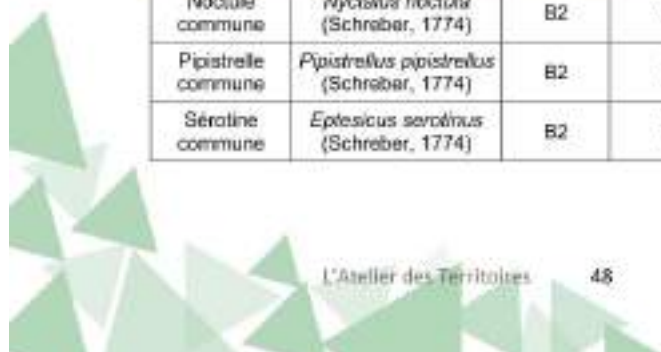 Noctule Nyctalus noctula
commune (Schreber, 1774) B2
Pipistrelle Pipistrellus pipistrellus
commune (Schreber, 1774) B2
Sérotine Eptesicus serotinus
commune (Schreber, 1774) B2
L'Atelier des Territoires 48